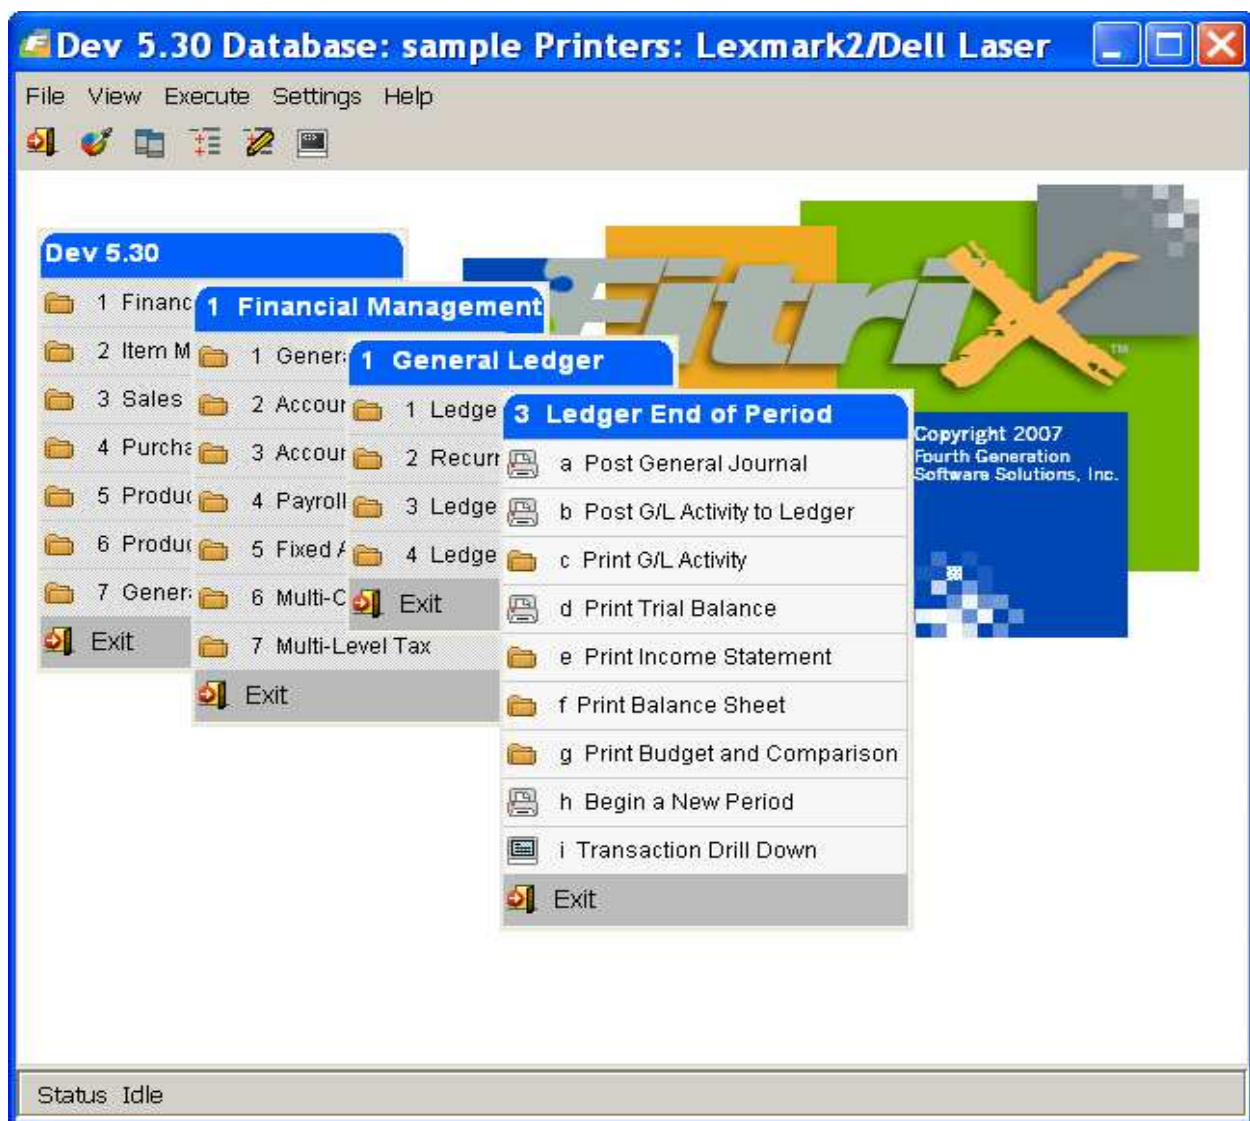 Dev 5.30 Database: sample Printers: Lexmark2/Dell Laser
File View Execute Settings Help
Fitrix™
Copyright 2007
Fourth Generation
Software Solutions, Inc.
Dev 5.30
1 Financ
2 Item M
3 Sales
4 Purcha
5 Produc
6 Produc
7 Gener
Exit
1 Financial Management
1 Genera
2 Accour
3 Accour
4 Payroll
5 Fixed A
6 Multi-C
7 Multi-Level Tax
Exit
1 General Ledger
1 Ledge
2 Recurr
3 Ledge
4 Ledge
Exit
3 Ledger End of Period
a Post General Journal
b Post G/L Activity to Ledger
c Print G/L Activity
d Print Trial Balance
e Print Income Statement
f Print Balance Sheet
g Print Budget and Comparison
h Begin a New Period
i Transaction Drill Down
Exit
Status Idle